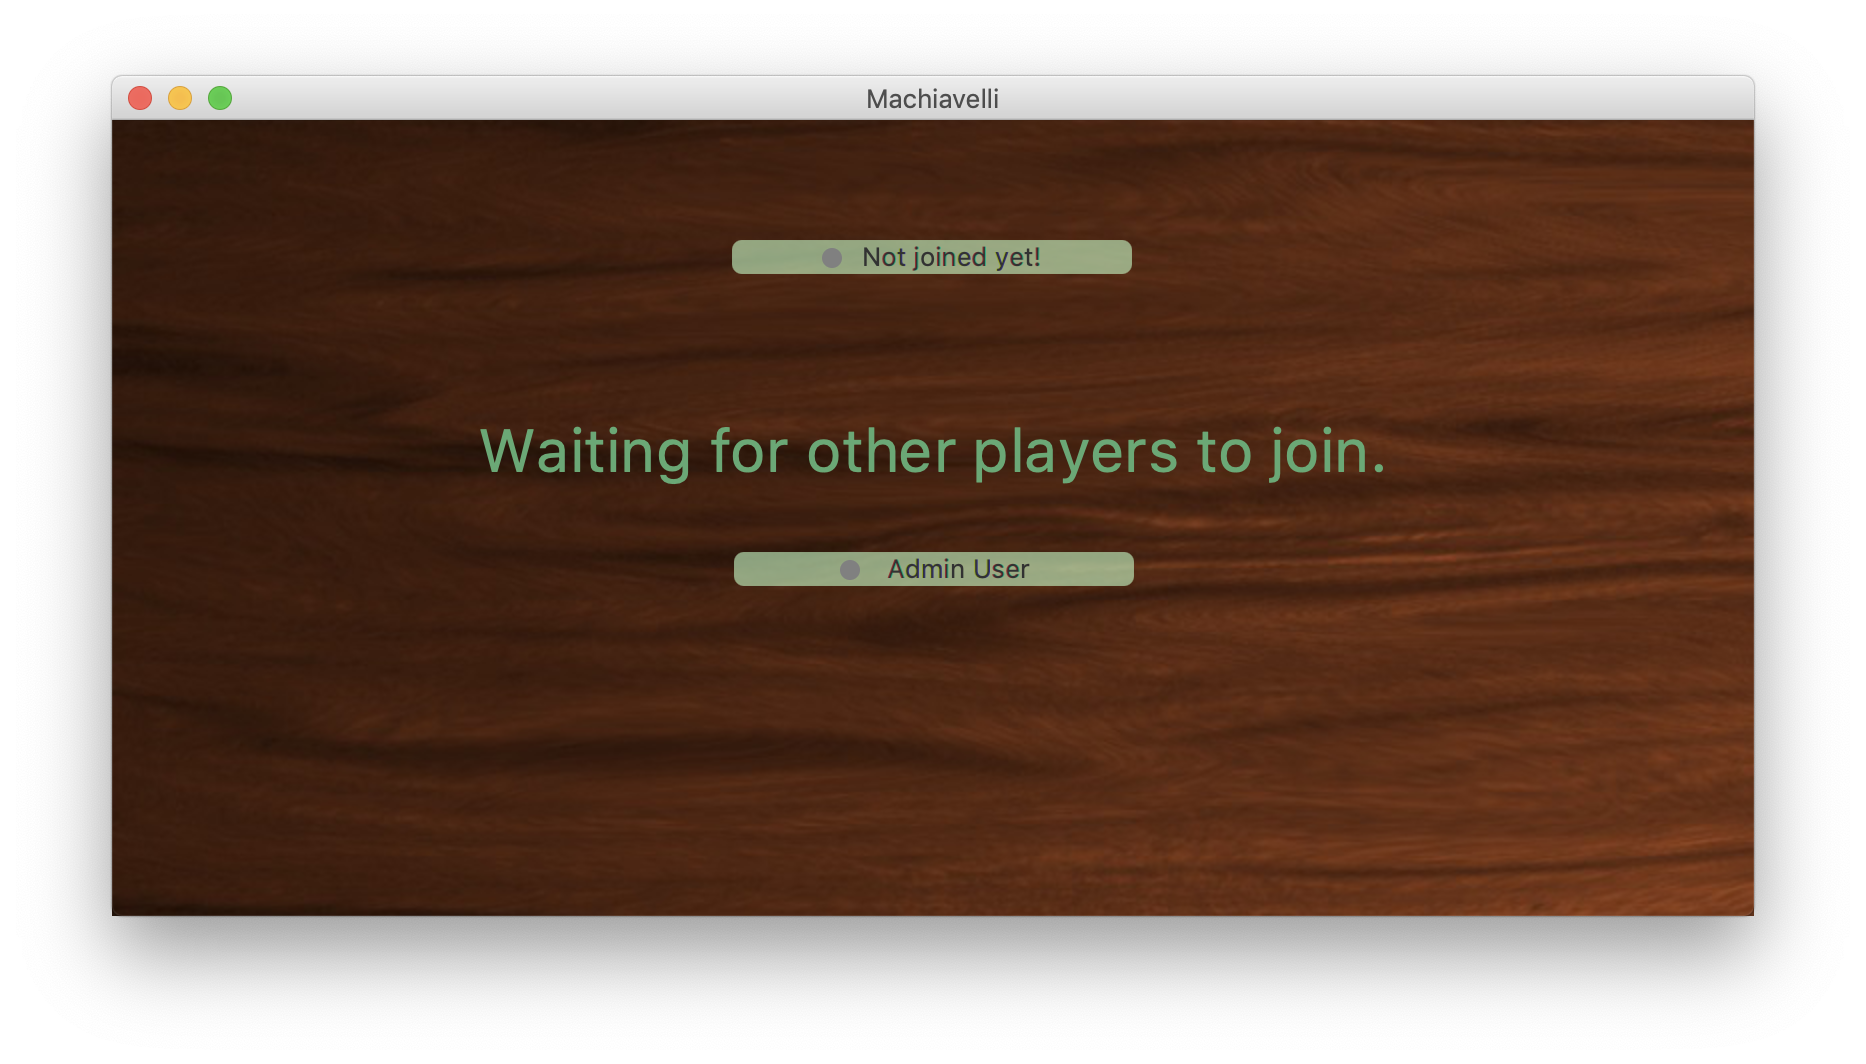 Machiavelli
Not joined yet!
Waiting for other players to join.
Admin User